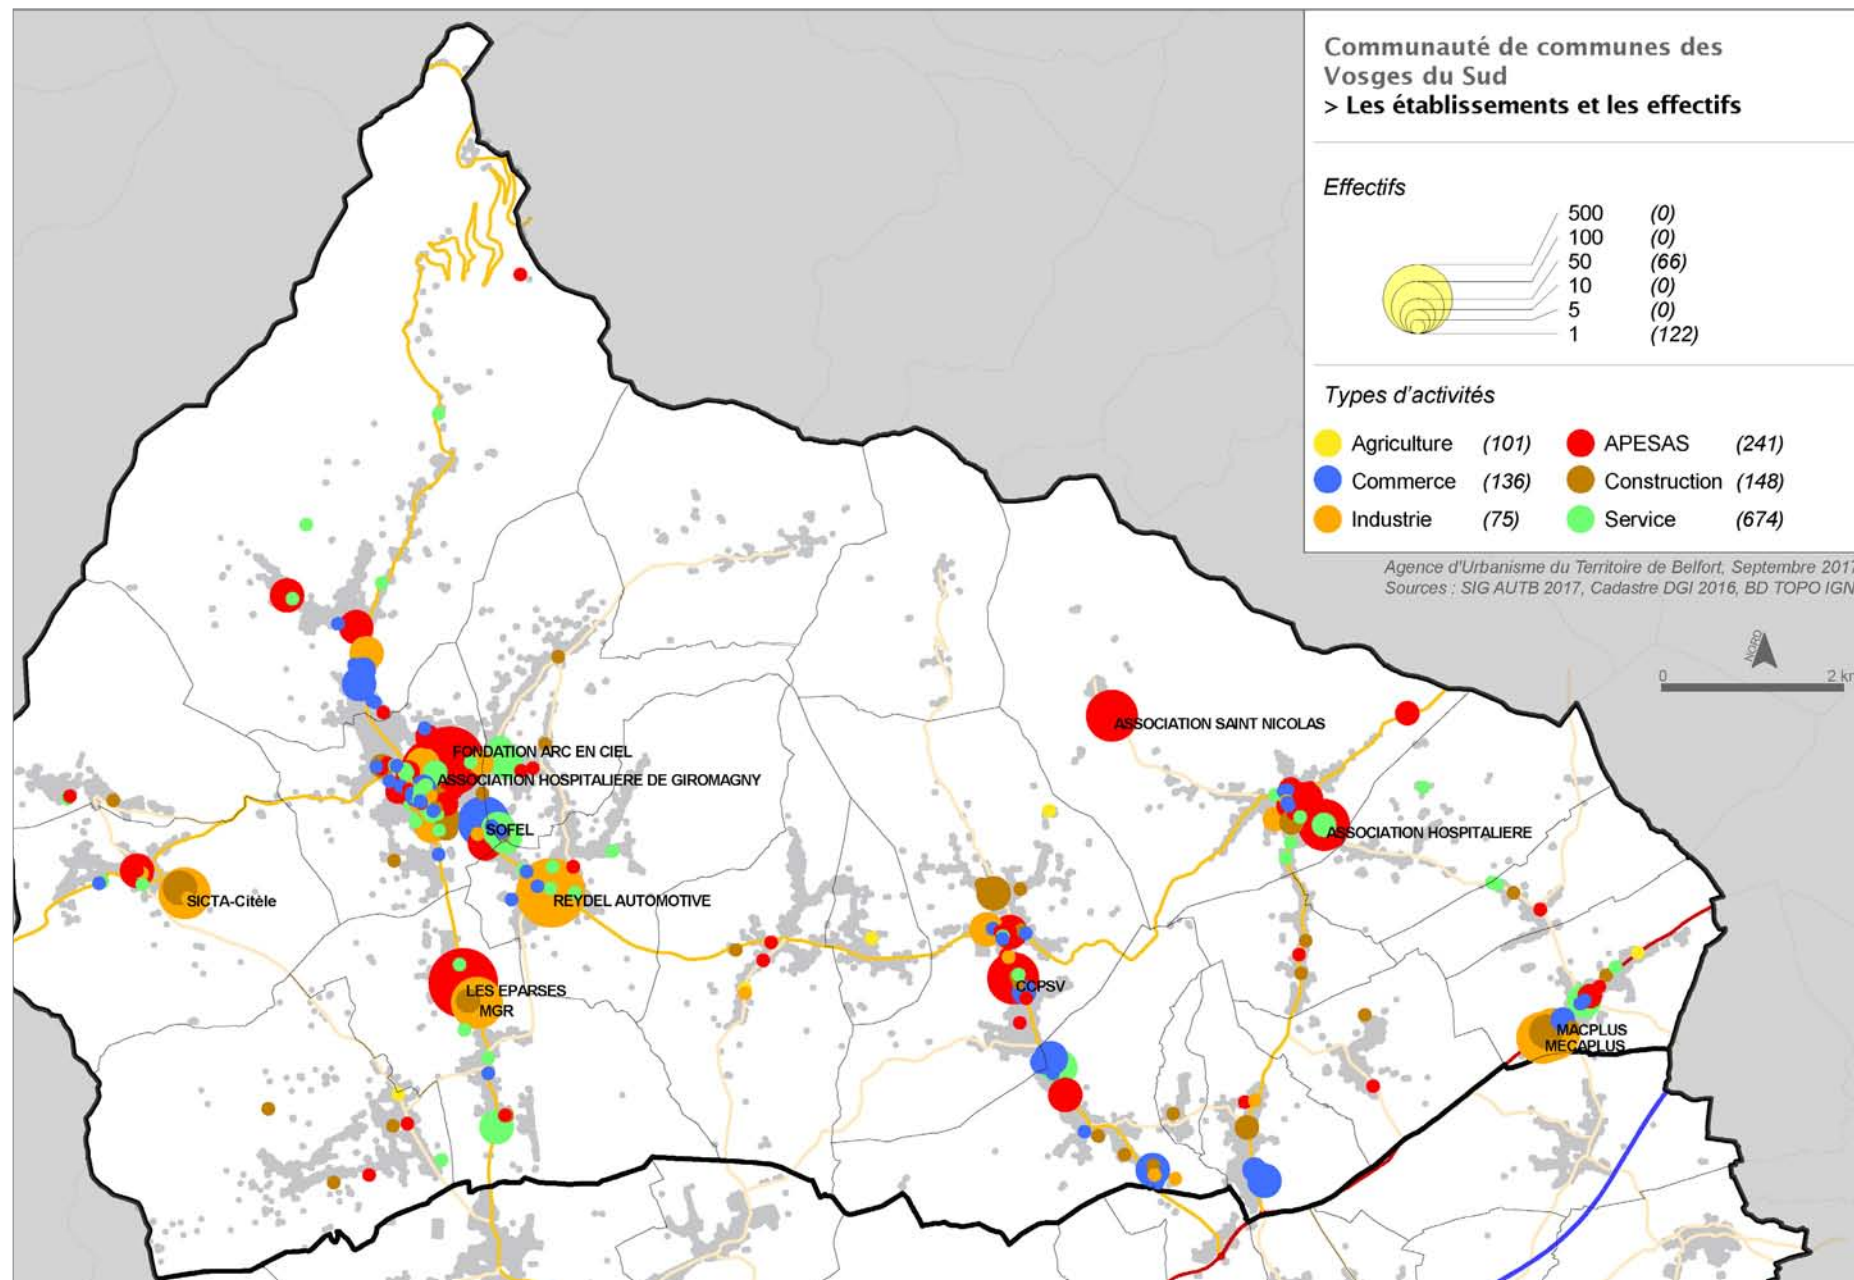 Communauté de communes des
Vosges du Sud
> Les établissements et les effectifs
Effectifs
500 (0)
100 (0)
50 (66)
10 (0)
5 (0)
1 (122)
Types d'activités
Agriculture (101) APESAS (241)
Commerce (136) Construction (148)
Industrie (75) Service (674)
Agence d'Urbanisme du Territoire de Belfort, Septembre 2017
Sources : SIG AUTB 2017, Cadastre DGI 2016, BD TOPO IGN
NORD
0 2 km
ASSOCIATION SAINT NICOLAS
FONDATION ARC EN CIEL
ASSOCIATION HOSPITALIERE DE GIROMAGNY
SOFEL
ASSOCIATION HOSPITALIERE
SICTA-Citèle
REYDEL AUTOMOTIVE
LES EPARSES
CCPSV
MGR
MACPLUS
MECAPLUS